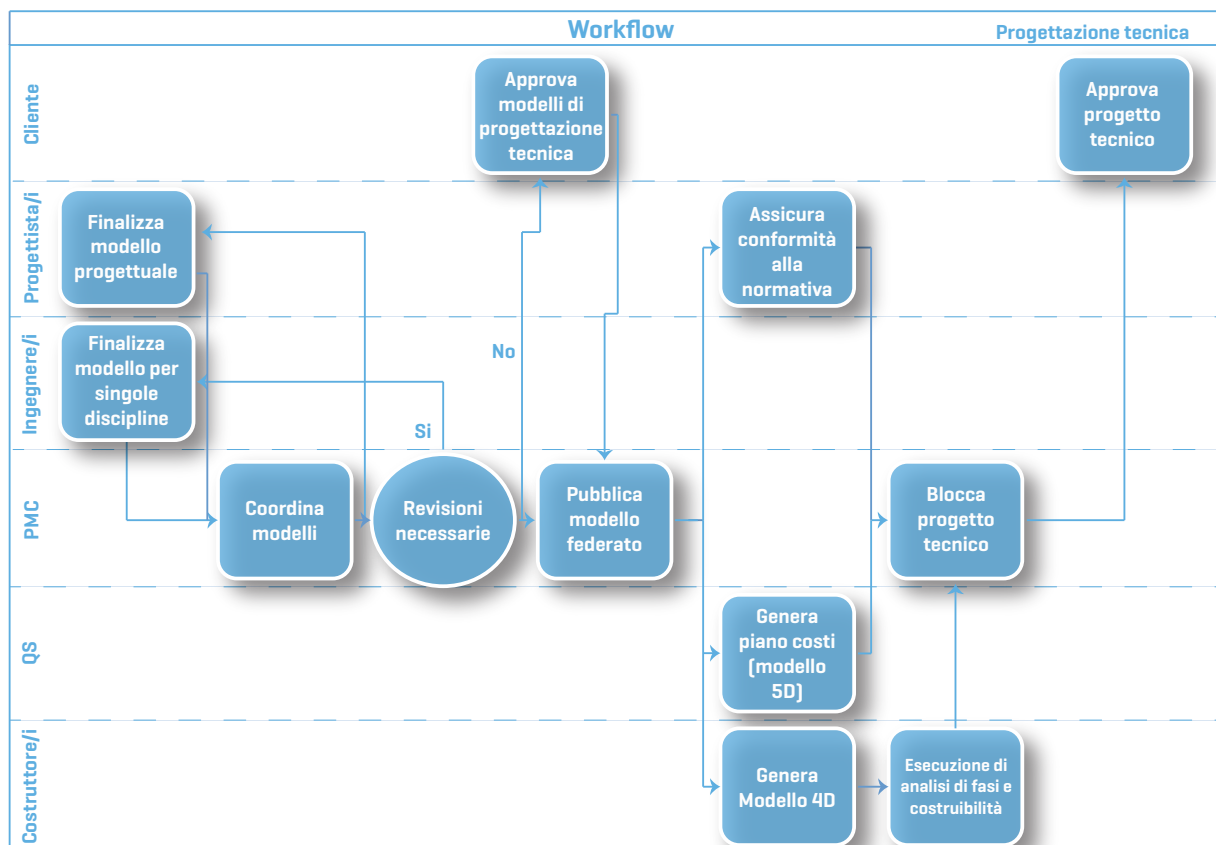 Workflow
Progettazione tecnica
Cliente
Approva
modelli di
progettazione
tecnica
Approva
progetto
tecnico
Progettista/i
Finalizza
modello
progettuale
Assicura
conformità
alla
normativa
Ingegnere/i
Finalizza
modello per
singole
discipline
No
Si
PMC
Coordina
modelli
Revisioni
necessarie
Pubblica
modello
federato
Blocca
progetto
tecnico
QS
Genera
piano costi
(modello
5D)
Costruttore/i
Genera
Modello 4D
Esecuzione di
analisi di fasi e
costruibilità